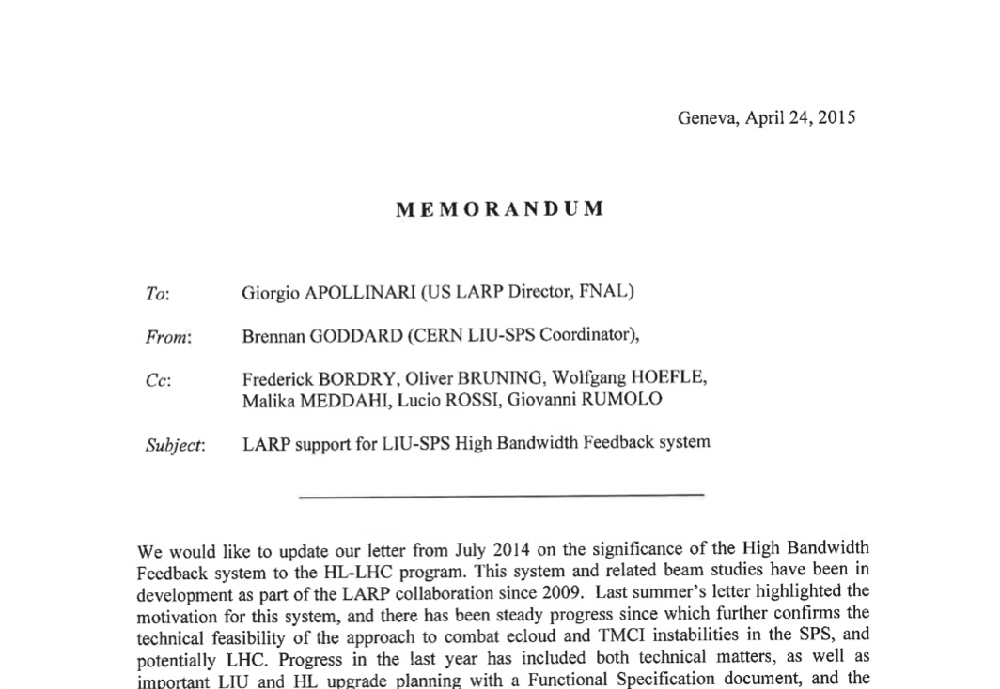 Geneva, April 24, 2015
MEMORANDUM
To: Giorgio APOLLINARI (US LARP Director, FNAL)
From: Brennan GODDARD (CERN LIU-SPS Coordinator),
Cc: Frederick BORDRY, Oliver BRUNING, Wolfgang HOEFLE,
Malika MEDDAHI, Lucio ROSSI, Giovanni RUMOLO
Subject: LARP support for LIU-SPS High Bandwidth Feedback system
We would like to update our letter from July 2014 on the significance of the High Bandwidth
Feedback system to the HL-LHC program. This system and related beam studies have been in
development as part of the LARP collaboration since 2009. Last summer's letter highlighted the
motivation for this system, and there has been steady progress since which further confirms the
technical feasibility of the approach to combat ecloud and TMCI instabilities in the SPS, and
potentially LHC. Progress in the last year has included both technical matters, as well as
important LIU and HL upgrade planning with a Functional Specification document, and the